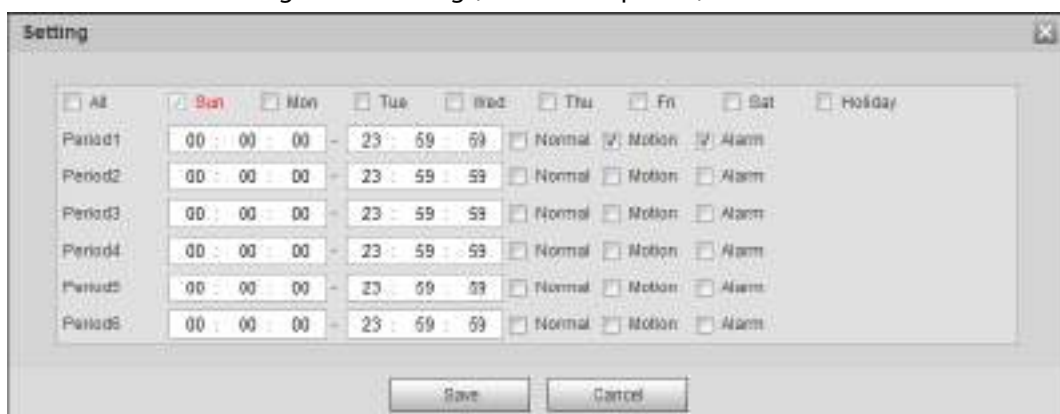 Setting
All Sun Mon Tue Wed Thu Fri Sat Holiday
Period1 00 : 00 : 00 - 23 : 59 : 59 Normal Motion Alarm
Period2 00 : 00 : 00 - 23 : 59 : 59 Normal Motion Alarm
Period3 00 : 00 : 00 - 23 : 59 : 59 Normal Motion Alarm
Period4 00 : 00 : 00 - 23 : 59 : 59 Normal Motion Alarm
Period5 00 : 00 : 00 - 23 : 59 : 59 Normal Motion Alarm
Period6 00 : 00 : 00 - 23 : 59 : 59 Normal Motion Alarm
Save Cancel